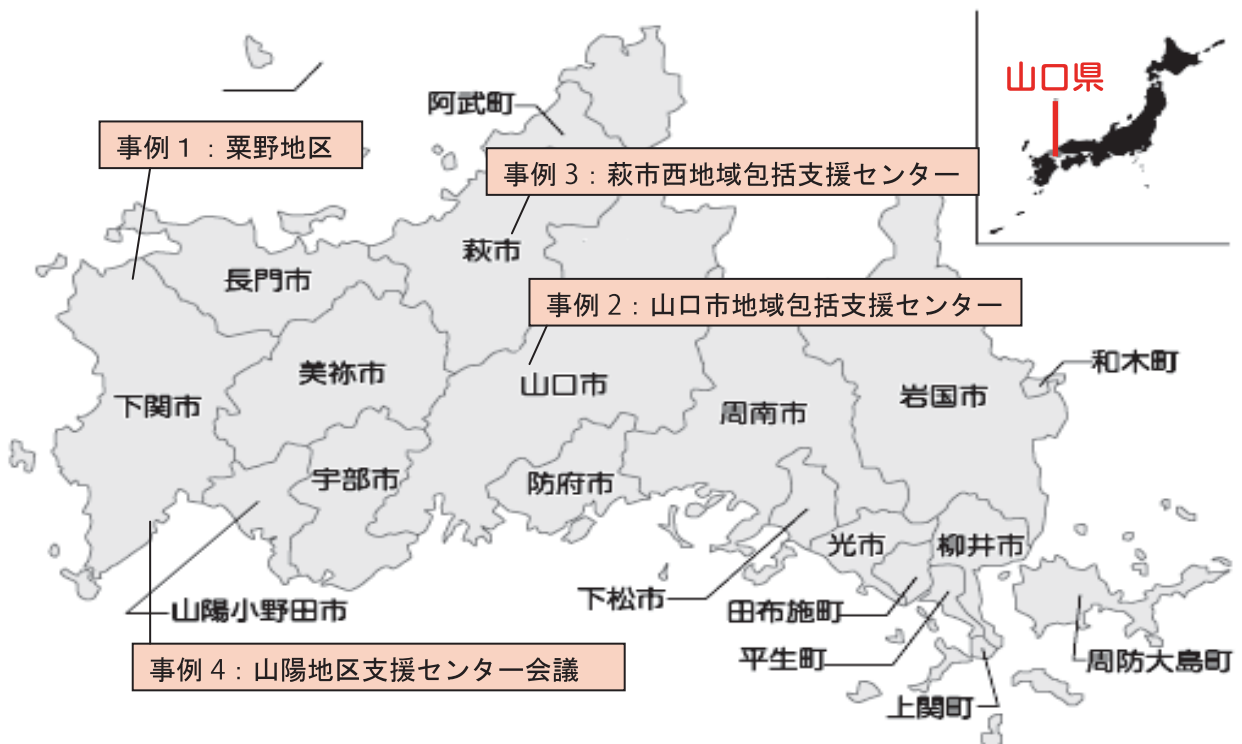 山口県
阿武町
事例1：粟野地区
事例3：萩市西地域包括支援センター
萩市
長門市
事例2：山口市地域包括支援センター
和木町
美祢市
山口市
岩国市
下関市
周南市
宇部市
防府市
光市
柳井市
下松市
山陽小野田市
田布施町
事例4：山陽地区支援センター会議
平生町
周防大島町
上関町